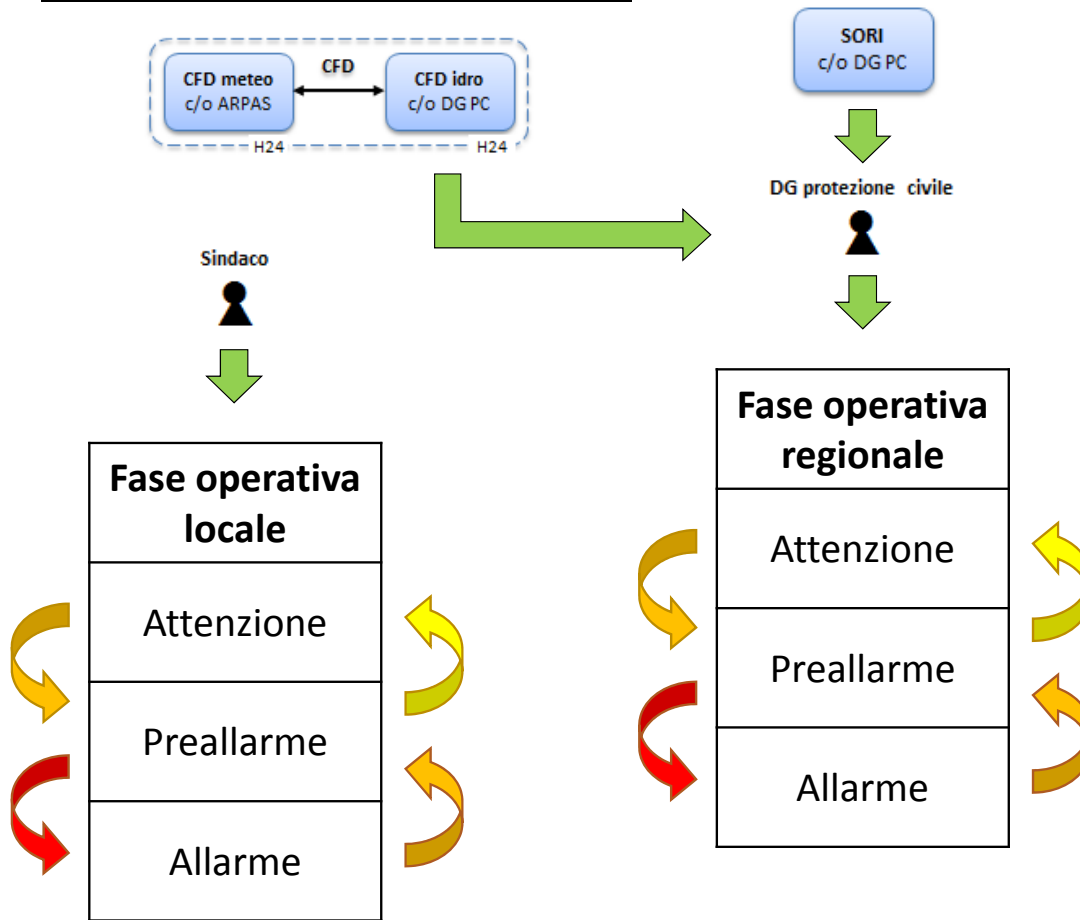 CFD meteo
c/o ARPAS
CFD
CFD idro
c/o DG PC
H24
H24
SORI
c/o DG PC
DG protezione civile
Sindaco
Fase operativa
locale
Attenzione
Preallarme
Allarme
Fase operativa
regionale
Attenzione
Preallarme
Allarme